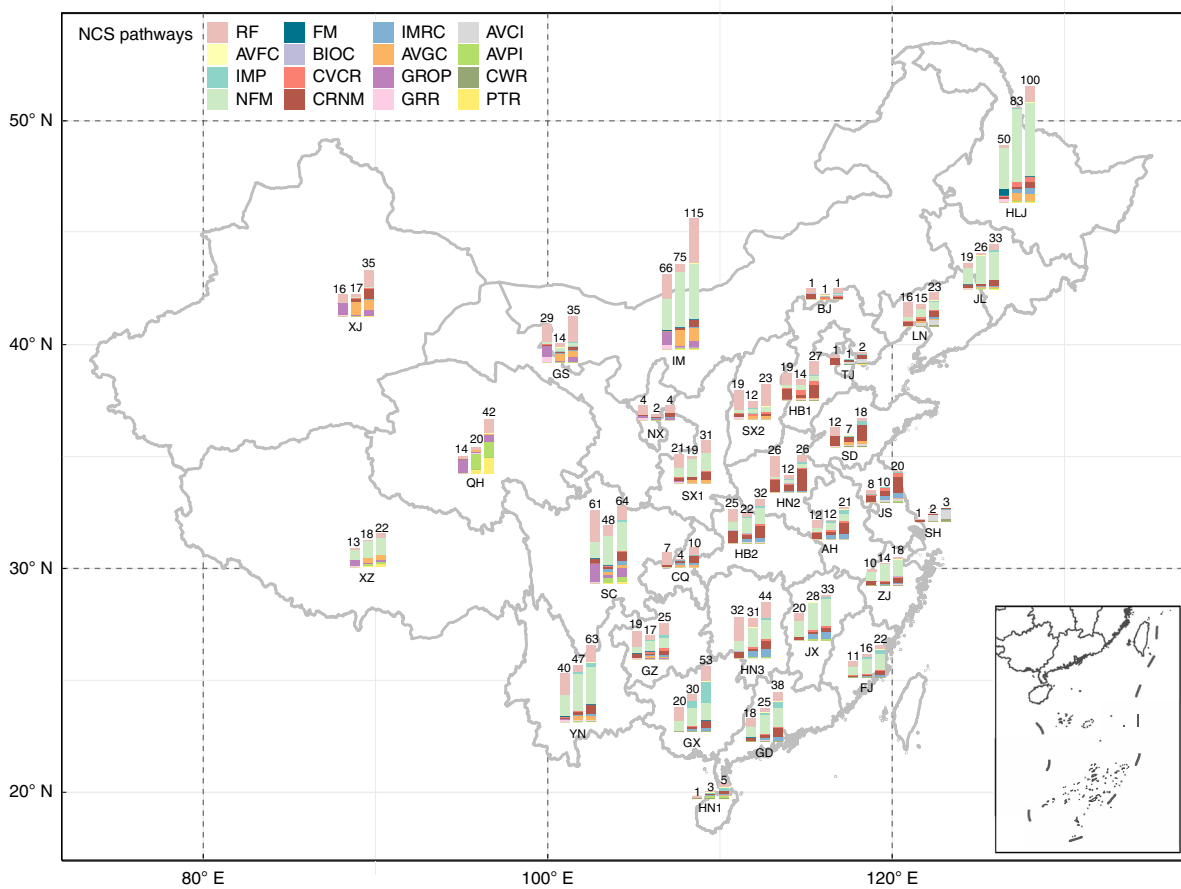 NCS pathways
RF FM IMRC AVCI
AVFC BIOC AVGC AVPI
IMP CVCR GROP CWR
NFM CRNM GRR PTR
50° N
40° N
30° N
20° N
80° E
100° E
120° E
50 83 100
HLJ
19 26 33
JL
16 15 23
LN
66 75 115
IM
1 1 1
BJ
1 1 2
TJ
16 17 35
XJ
29 14 35
GS
19 14 27
HB1
19 12 23
SX2
4 2 4
NX
12 7 18
SD
14 20 42
QH
21 19 31
SX1
26 12 26
HN2
8 10 20
JS
1 2 3
SH
13 18 22
XZ
61 48 64
SC
25 22 32
HB2
12 12 21
AH
7 4 10
CQ
10 14 18
ZJ
19 17 25
GZ
32 31 44
HN3
20 28 33
JX
11 16 22
FJ
40 47 63
YN
20 30 53
GX
18 25 38
GD
1 3 5
HN1